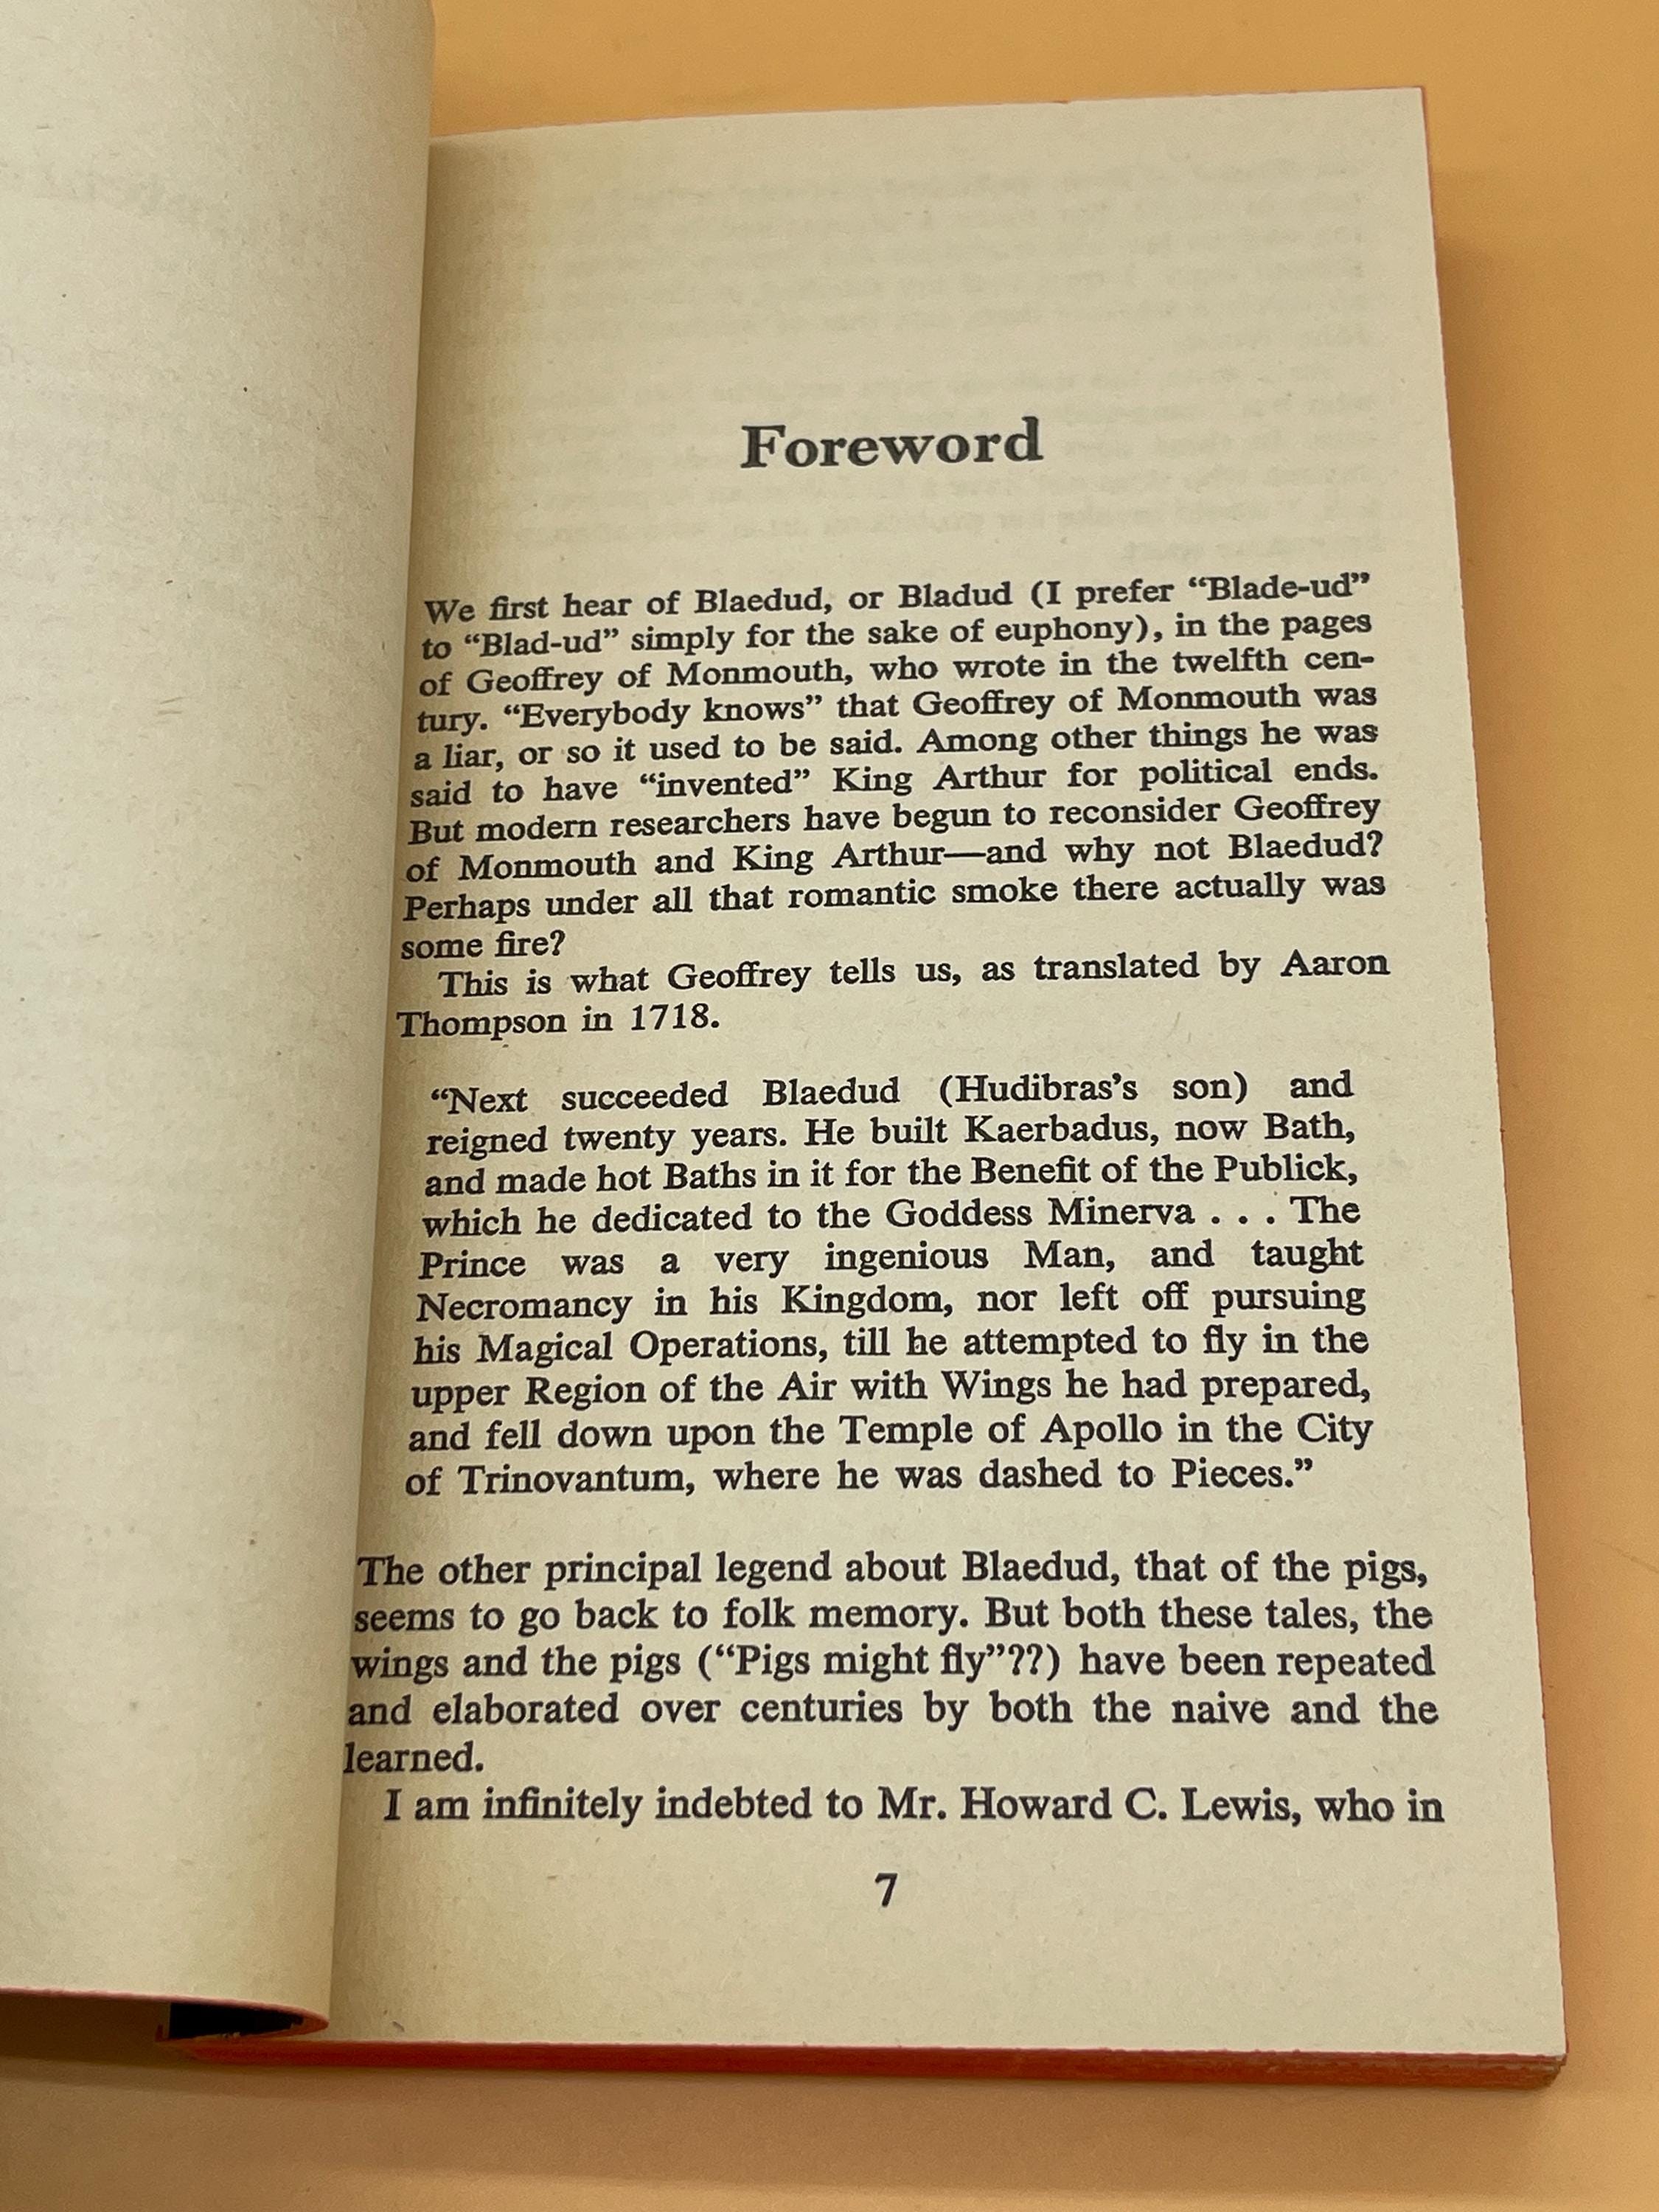 Foreword
We first hear of Blaedud, or Bladud (I prefer “Blade-ud”
to “Blad-ud” simply for the sake of euphony), in the pages
of Geoffrey of Monmouth, who wrote in the twelfth cen-
tury. “Everybody knows” that Geoffrey of Monmouth was
a liar, or so it used to be said. Among other things he was
said to have “invented” King Arthur for political ends.
But modern researchers have begun to reconsider Geoffrey
of Monmouth and King Arthur—and why not Blaedud?
Perhaps under all that romantic smoke there actually was
some fire?
This is what Geoffrey tells us, as translated by Aaron
Thompson in 1718.
“Next succeeded Blaedud (Hudibras’s son) and
reigned twenty years. He built Kaerbadus, now Bath,
and made hot Baths in it for the Benefit of the Publick,
which he dedicated to the Goddess Minerva . . . The
Prince was a very ingenious Man, and taught
Necromancy in his Kingdom, nor left off pursuing
his Magical Operations, till he attempted to fly in the
upper Region of the Air with Wings he had prepared,
and fell down upon the Temple of Apollo in the City
of Trinovantum, where he was dashed to Pieces.”
The other principal legend about Blaedud, that of the pigs,
seems to go back to folk memory. But both these tales, the
wings and the pigs (“Pigs might fly”??) have been repeated
and elaborated over centuries by both the naive and the
learned.
I am infinitely indebted to Mr. Howard C. Lewis, who in
7